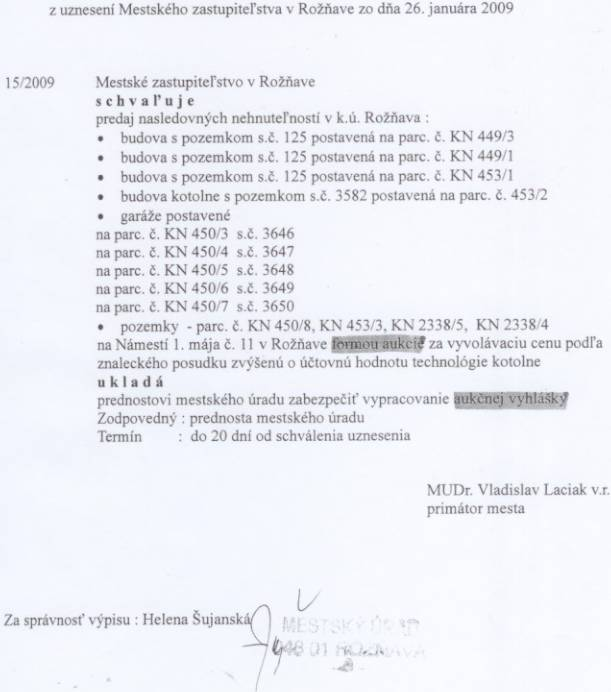 z uznesení Mestského zastupiteľstva v Rožňave zo dňa 26. januára 2009
15/2009 Mestské zastupiteľstvo v Rožňave
s c h v a ľ u j e
predaj nasledovných nehnuteľností v k.ú. Rožňava :
• budova s pozemkom s.č. 125 postavená na parc. č. KN 449/3
• budova s pozemkom s.č. 125 postavená na parc. č. KN 449/1
• budova s pozemkom s.č. 125 postavená na parc. č. KN 453/1
• budova kotolne s pozemkom s.č. 3582 postavená na parc. č. 453/2
• garáže postavené
na parc. č. KN 450/3 s.č. 3646
na parc. č. KN 450/4 s.č. 3647
na parc. č. KN 450/5 s.č. 3648
na parc. č. KN 450/6 s.č. 3649
na parc. č. KN 450/7 s.č. 3650
• pozemky - parc. č. KN 450/8, KN 453/3, KN 2338/5, KN 2338/4
na Námestí 1. mája č. 11 v Rožňave formou aukcie za vyvolávaciu cenu podľa
znaleckého posudku zvýšenú o účtovnú hodnotu technológie kotolne
u k l a d á
prednostovi mestského úradu zabezpečiť vypracovanie aukčnej vyhlášky
Zodpovedný : prednosta mestského úradu
Termín : do 20 dní od schválenia uznesenia
MUDr. Vladislav Laciak v.r.
primátor mesta
Za správnosť výpisu : Helena Šujanská
MESTSKÝ ÚRAD
048 01 ROŽŇAVA